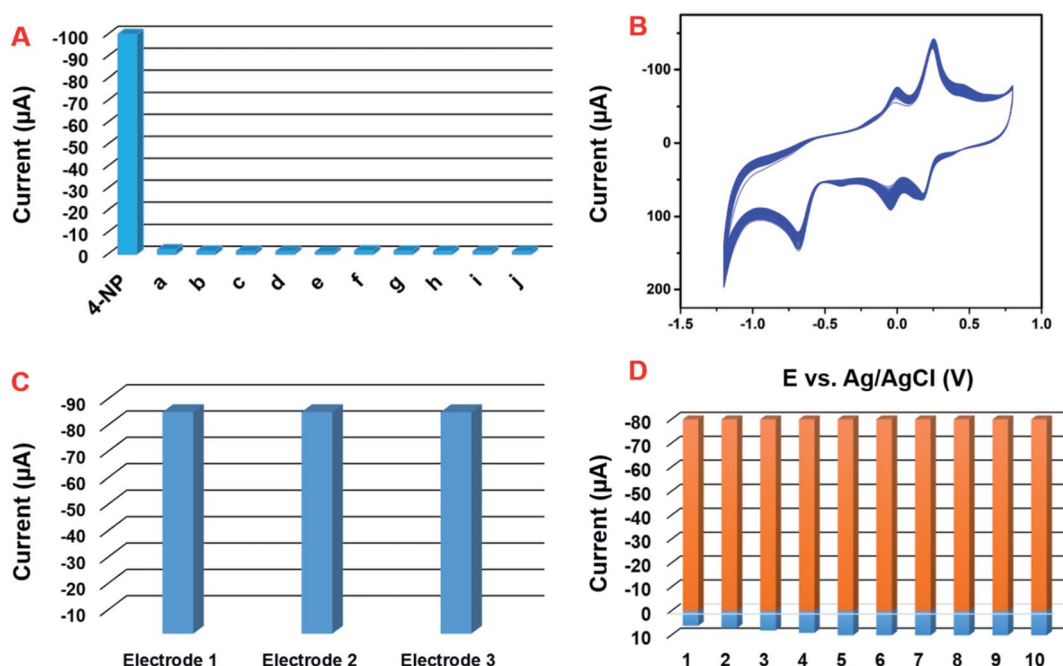 A
Current (µA)
-100
-90
-80
-70
-60
-50
-40
-30
-20
-10
0
4-NP a b c d e f g h i j
B
Current (µA)
-100
0
100
200
-1.5 -1.0 -0.5 0.0 0.5 1.0
E vs. Ag/AgCl (V)
C
Current (µA)
-90
-80
-70
-60
-50
-40
-30
-20
-10
Electrode 1 Electrode 2 Electrode 3
D
Current (µA)
-80
-70
-60
-50
-40
-30
-20
-10
0
10
1 2 3 4 5 6 7 8 9 10